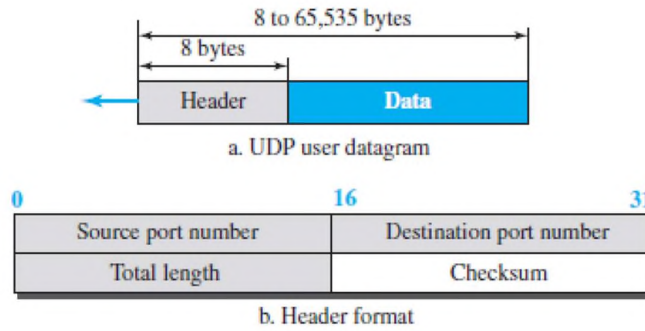 8 to 65,535 bytes
8 bytes
Header Data
a. UDP user datagram
0 16 31
Source port number Destination port number
Total length Checksum
b. Header format